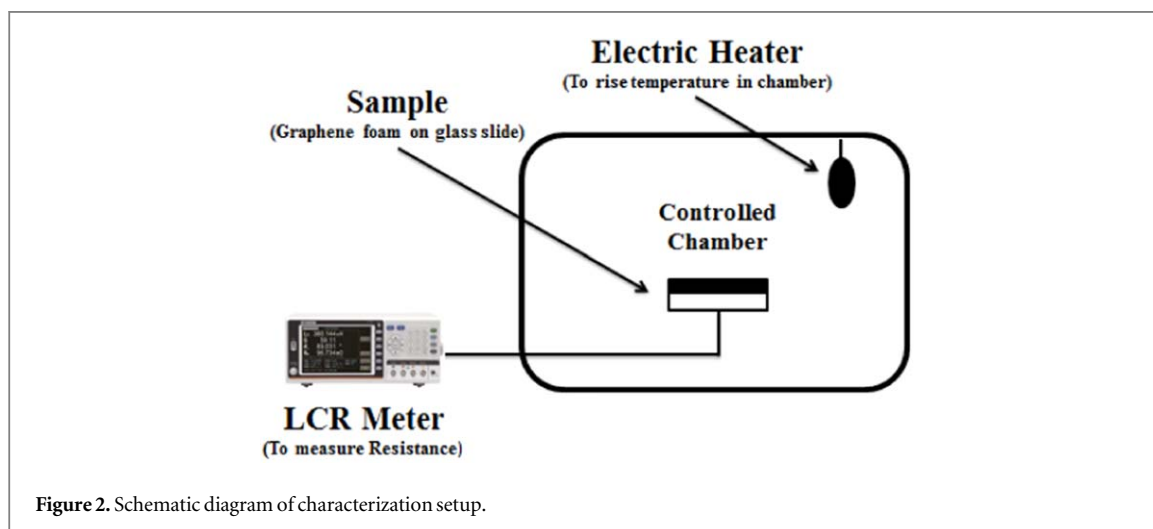 Electric Heater
(To rise temperature in chamber)
Sample
(Graphene foam on glass slide)
Controlled
Chamber
LCR Meter
(To measure Resistance)
Figure 2. Schematic diagram of characterization setup.